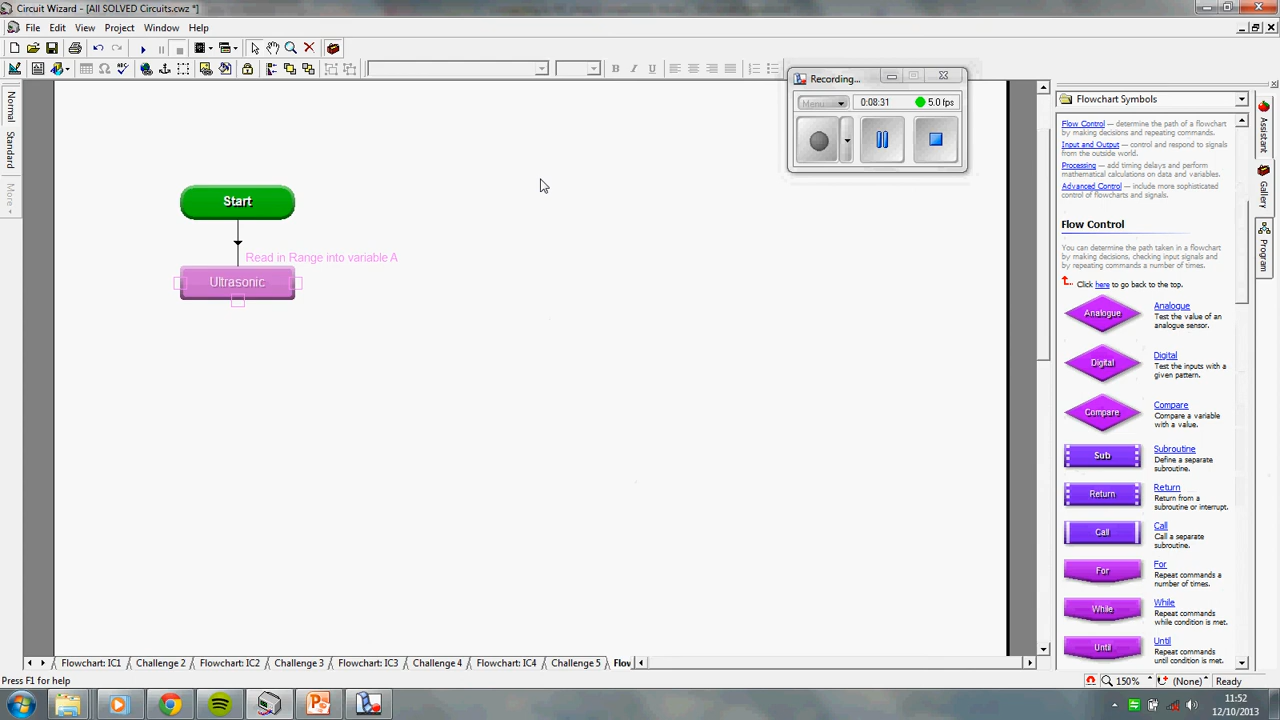 Circuit Wizard - [All SOLVED Circuits.cwz *]
File Edit View Project Window Help
B I U
Normal
Standard
More
Recording...
Menu
0:08:31
5.0 fps
Start
Read in Range into variable A
Ultrasonic
Flowchart Symbols
Flow Control — determine the path of a flowchart
by making decisions and repeating commands.
Input and Output — control and respond to signals
from the outside world.
Processing — add timing delays and perform
mathematical calculations on data and variables.
Advanced Control — include more sophisticated
control of flowcharts and signals.
Flow Control
You can determine the path taken in a flowchart
by making decisions, checking input signals and
by repeating commands a number of times.
Click here to go back to the top.
Analogue
Analogue
Test the value of an
analogue sensor.
Digital
Digital
Test the inputs with a
given pattern.
Compare
Compare
Compare a variable
with a value.
Sub
Subroutine
Define a separate
subroutine.
Return
Return
Return from a
subroutine or interrupt.
Call
Call
Call a separate
subroutine.
For
For
Repeat commands a
number of times.
While
While
Repeat commands
while condition is met.
Until
Until
Repeat commands
until condition is met.
Assistant
Gallery
Program
Flowchart: IC1 Challenge 2 Flowchart: IC2 Challenge 3 Flowchart: IC3 Challenge 4 Flowchart: IC4 Challenge 5 Flow
Press F1 for help
150% (None) Ready
11:52
12/10/2013